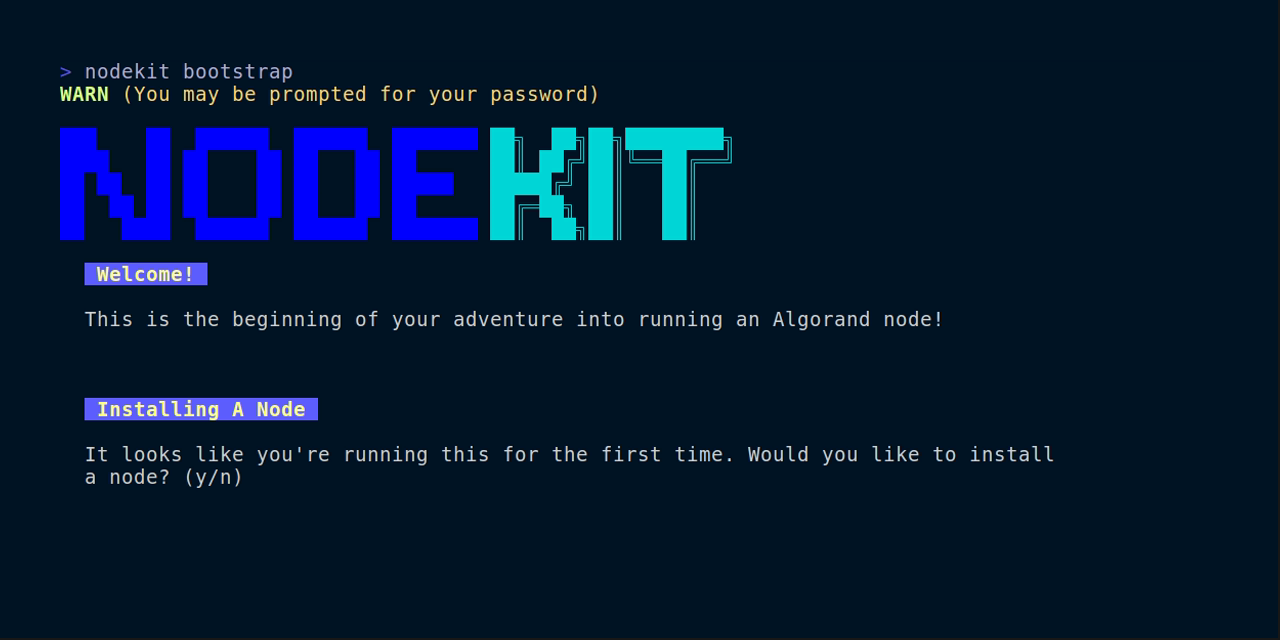 > nodekit bootstrap
WARN (You may be prompted for your password)
NODEKIT
Welcome!
This is the beginning of your adventure into running an Algorand node!
Installing A Node
It looks like you're running this for the first time. Would you like to install
a node? (y/n)